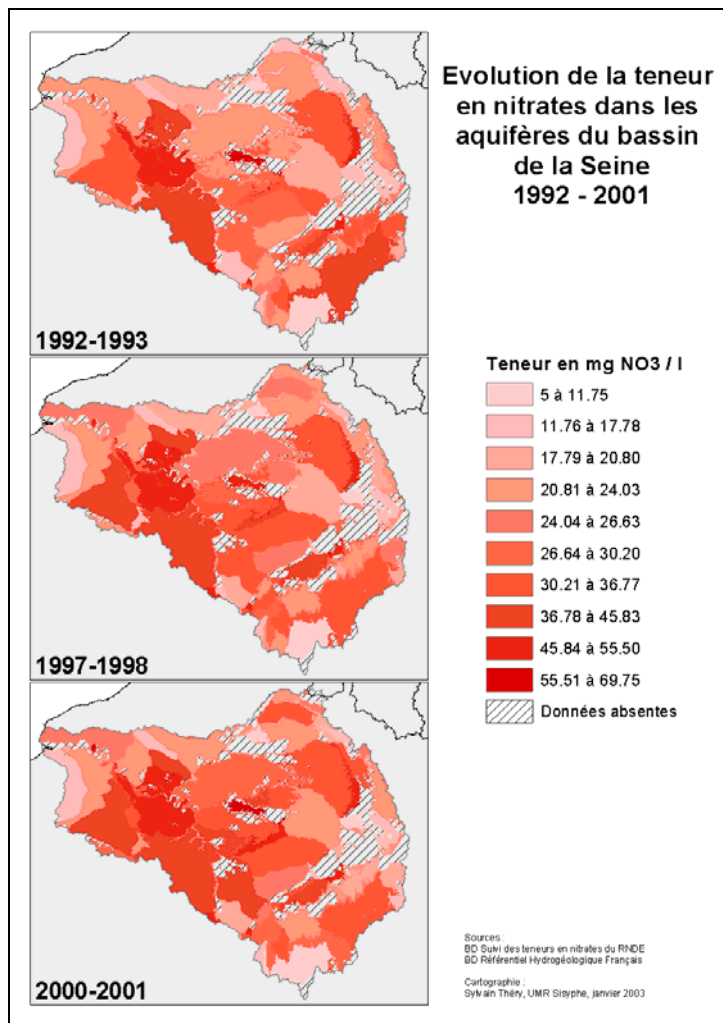 Evolution de la teneur
en nitrates dans les
aquifères du bassin
de la Seine
1992 - 2001
1992-1993
1997-1998
2000-2001
Teneur en mg NO3 / l
5 à 11.75
11.76 à 17.78
17.79 à 20.80
20.81 à 24.03
24.04 à 26.63
26.64 à 30.20
30.21 à 36.77
36.78 à 45.83
45.84 à 55.50
55.51 à 69.75
Données absentes
Sources :
BD Suivi des teneurs en nitrates du RNDE
BD Référentiel Hydrogéologique Français
Cartographie :
Sylvain Théry, UMR Sisyphe, janvier 2003